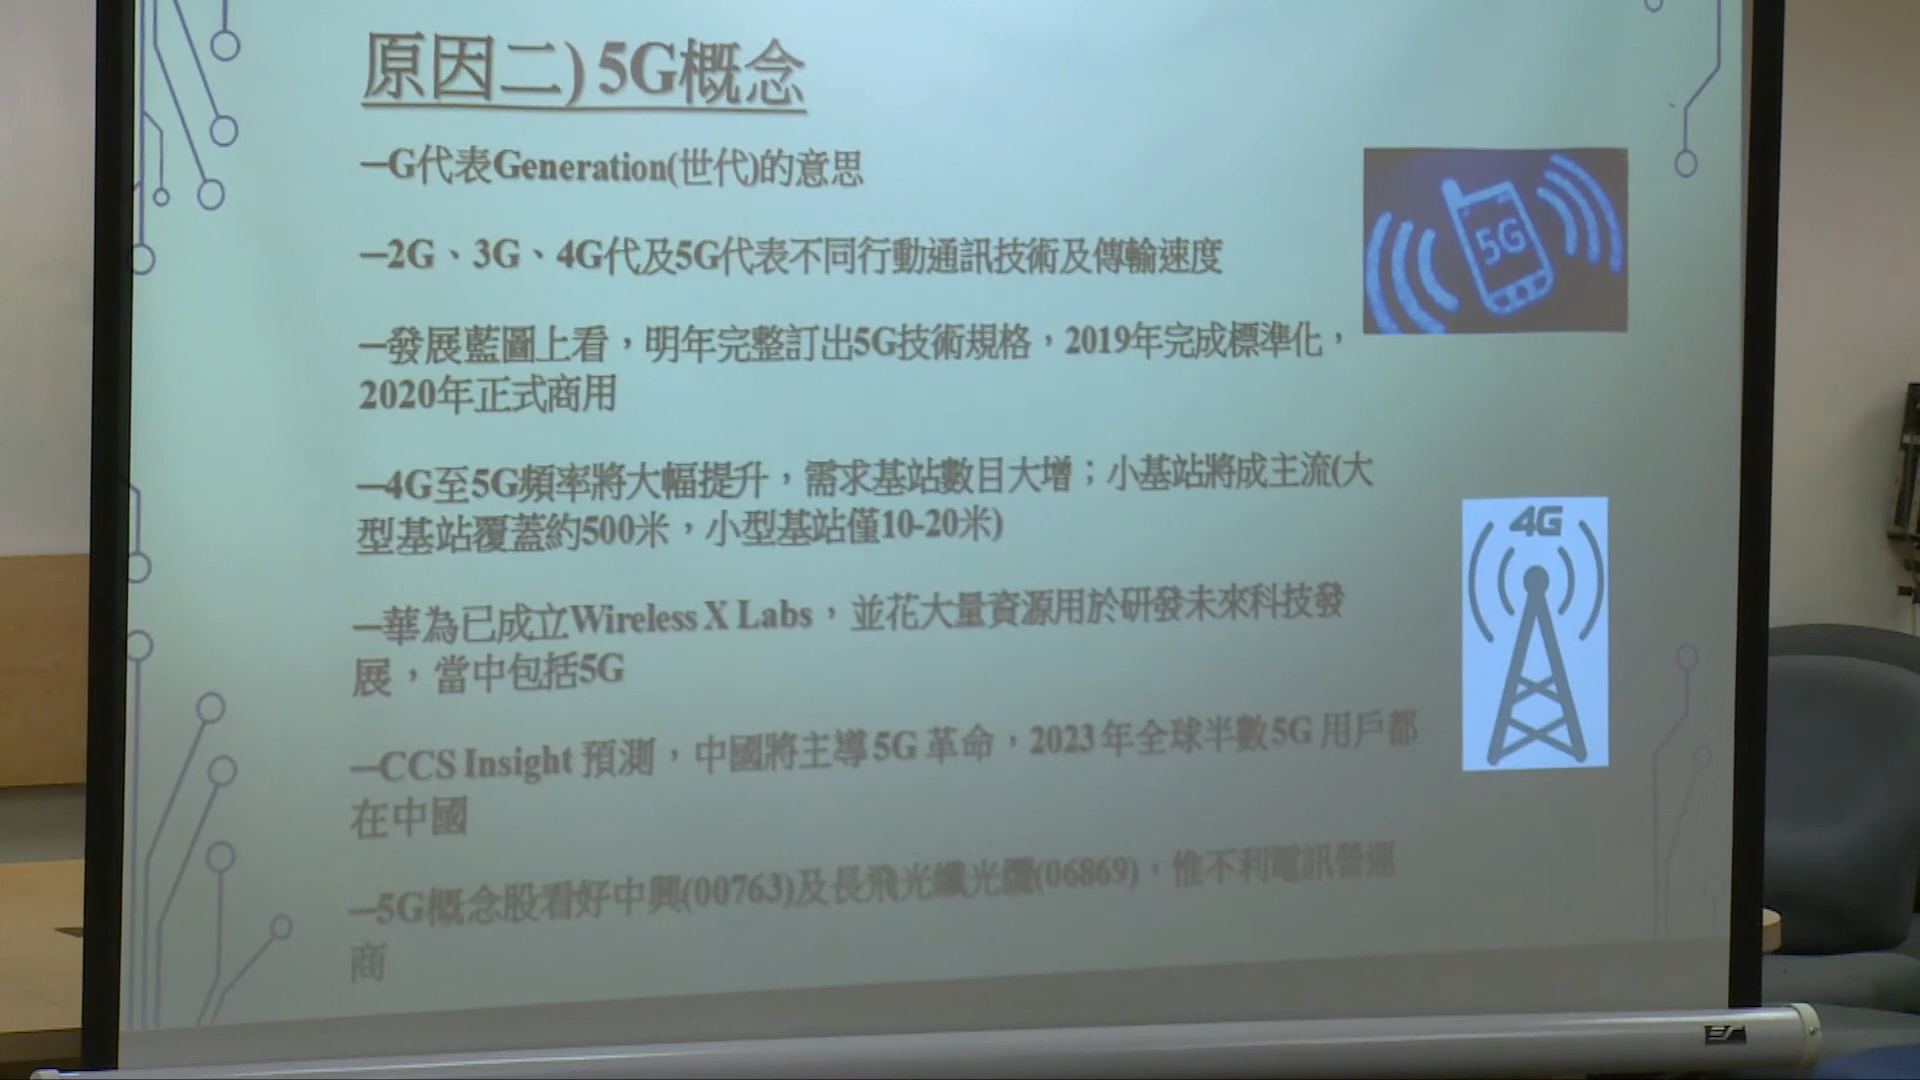 原因二) 5G概念
–G代表Generation(世代)的意思
–2G、3G、4G代及5G代表不同行動通訊技術及傳輸速度
–發展藍圖上看，明年完整訂出5G技術規格，2019年完成標準化，
2020年正式商用
–4G至5G頻率將大幅提升，需求基站數目大增；小基站將成主流(大
型基站覆蓋約500米，小型基站僅10-20米)
–華為已成立Wireless X Labs，並花大量資源用於研發未來科技發
展，當中包括5G
–CCS Insight 預測，中國將主導 5G 革命，2023 年全球半數 5G 用戶都
在中國
–5G概念股看好中興(00763)及長飛光纖光纜(06869)，惟不利電訊營運
商
5G
4G
ES